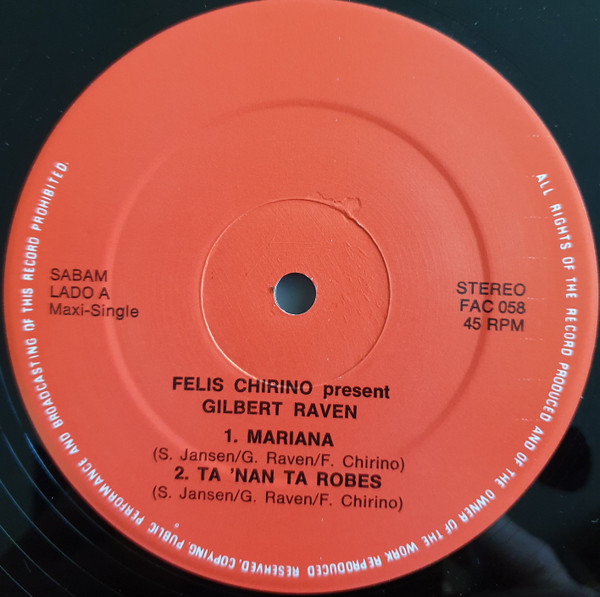 SABAM
LADO A
Maxi-Single
STEREO
FAC 058
45 RPM
FELIS CHIRINO present
GILBERT RAVEN
1. MARIANA
(S. Jansen/G. Raven/F. Chirino)
2. TA 'NAN TA ROBES
(S. Jansen/G. Raven/F. Chirino)
ALL RIGHTS OF THE RECORD PRODUCED AND OF THE OWNER OF THE WORK REPRODUCED RESERVED. COPYING, PUBLIC PERFORMANCE AND BROADCASTING OF THIS RECORD PROHIBITED.